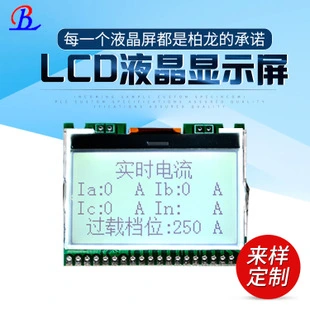 BL
每一个液晶屏都是柏龙的承诺
LCD液晶显示屏
实时电流
Ia:0 A Ib:0 A
Ic:0 A In: A
过载档位:250 A
来样
定制